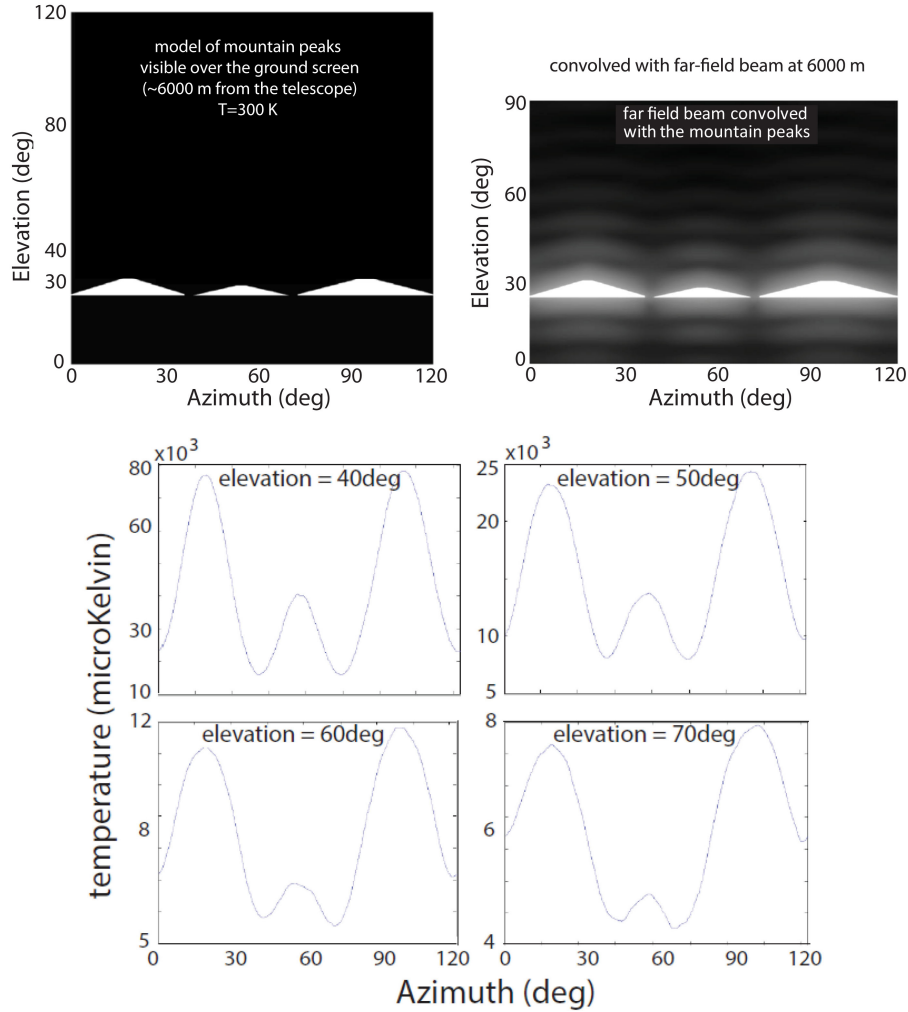 model of mountain peaks
visible over the ground screen
(~6000 m from the telescope)
T=300 K
120
80
40
30
0
Elevation (deg)
0
30
60
90
120
Azimuth (deg)
convolved with far-field beam at 6000 m
far field beam convolved
with the mountain peaks
90
60
30
0
Elevation (deg)
0
30
60
90
120
Azimuth (deg)
x10³
80
60
30
10
elevation = 40deg
x10³
25
20
10
5
elevation = 50deg
temperature (microKelvin)
12
8
5
elevation = 60deg
0
30
60
90
120
8
6
4
elevation = 70deg
0
30
60
90
120
Azimuth (deg)